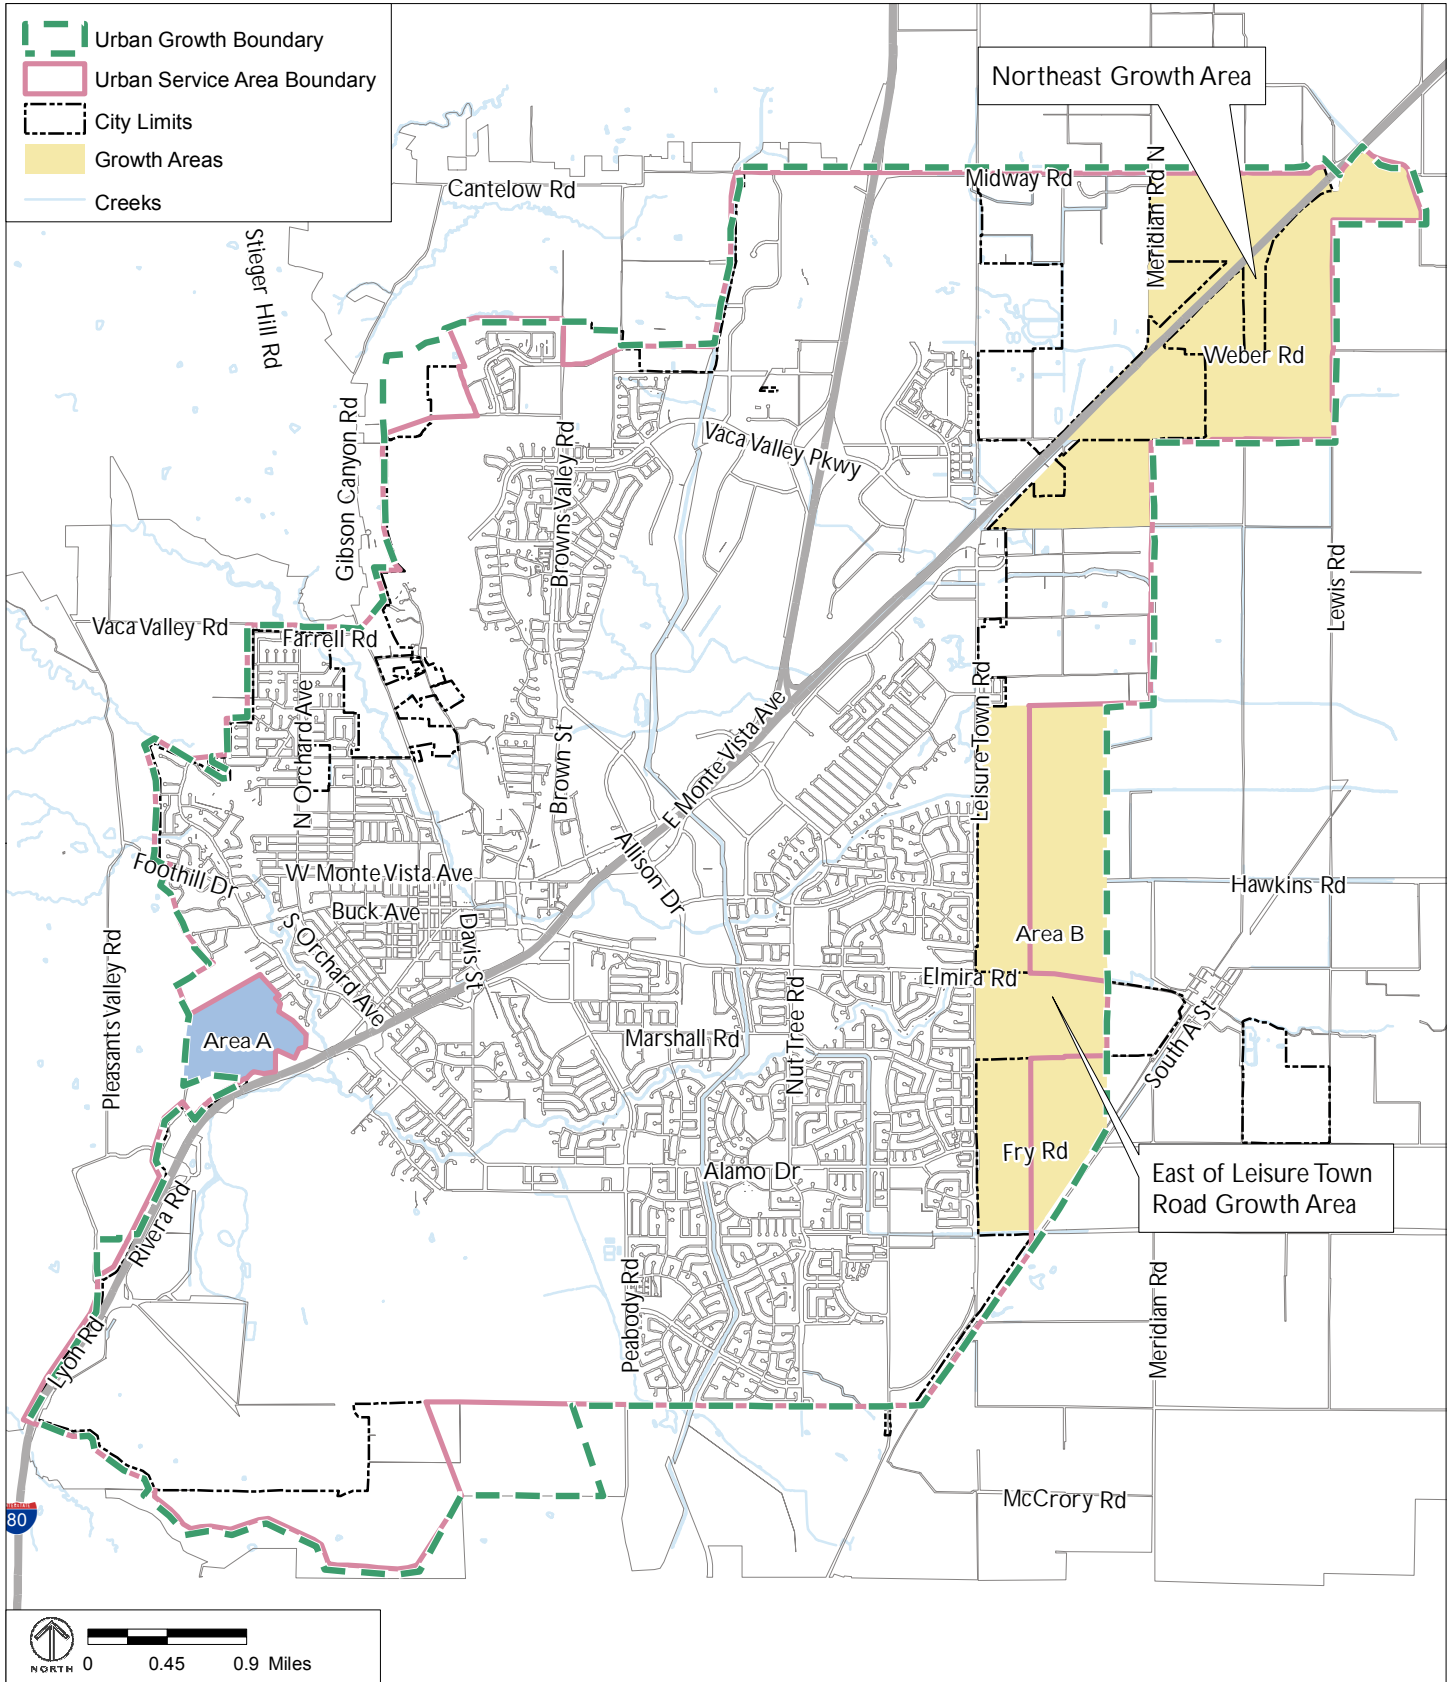 Urban Growth Boundary
Urban Service Area Boundary
City Limits
Growth Areas
Creeks
Northeast Growth Area
Cantelow Rd
Midway Rd
Meridian Rd N
Stieger Hill Rd
Weber Rd
Gibson Canyon Rd
Browns Valley Rd
Vaca Valley Pkwy
Lewis Rd
Vaca Valley Rd
Farrell Rd
N Orchard Ave
Brown St
E Monte Vista Ave
Leisure Town Rd
Allison Dr
Foothill Dr
W Monte Vista Ave
Buck Ave
Hawkins Rd
S Orchard Ave
Davis St
Area B
Pleasants Valley Rd
Elmira Rd
Nut Tree Rd
Area A
Marshall Rd
South A St
Fry Rd
Alamo Dr
East of Leisure Town
Road Growth Area
Rivera Rd
Peabody Rd
Meridian Rd
Lyon Rd
McCrory Rd
80
NORTH
0 0.45 0.9 Miles